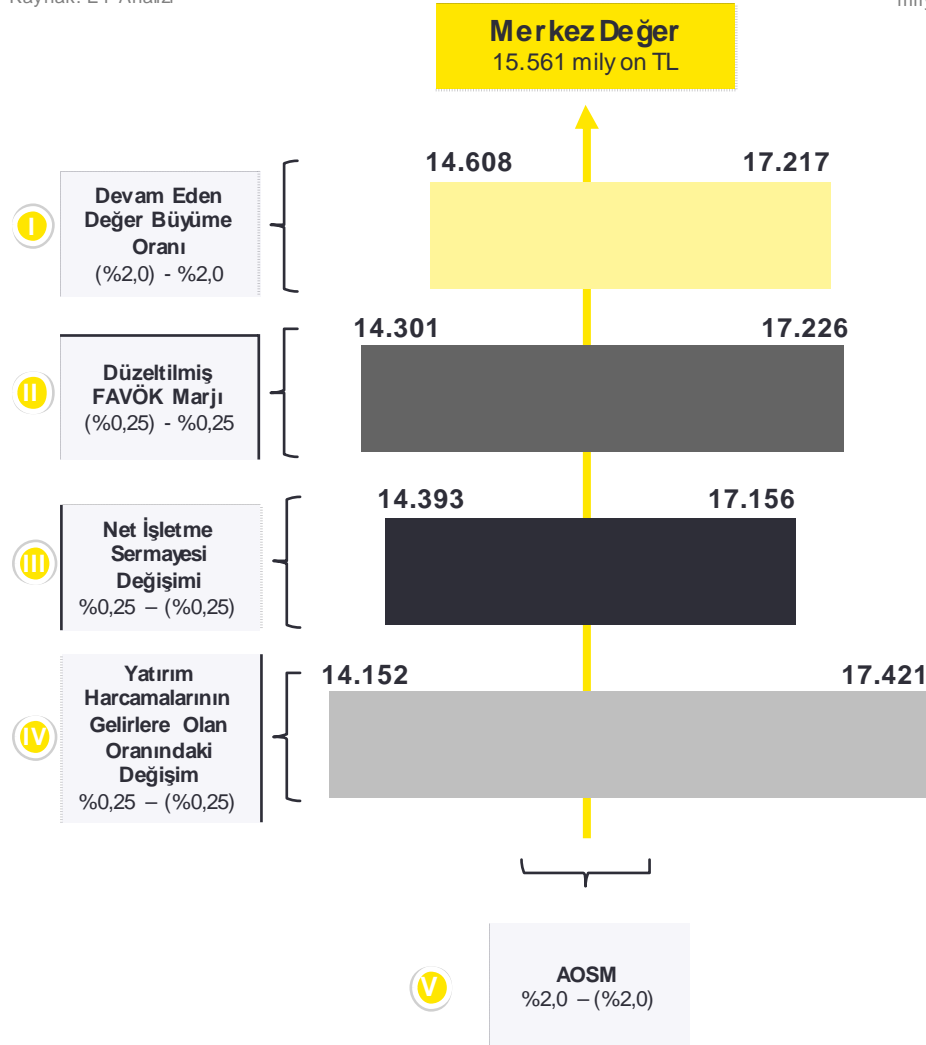 Merkez Değer
15.561 milyon TL
14.608
17.217
I
Devam Eden
Değer Büyüme
Oranı
(%2,0) - %2,0
14.301
17.226
II
Düzeltilmiş
FAVÖK Marjı
(%0,25) - %0,25
14.393
17.156
III
Net İşletme
Sermayesi
Değişimi
%0,25 – (%0,25)
14.152
17.421
IV
Yatırım
Harcamalarının
Gelirlere Olan
Oranındaki
Değişim
%0,25 – (%0,25)
V
AOSM
%2,0 – (%2,0)